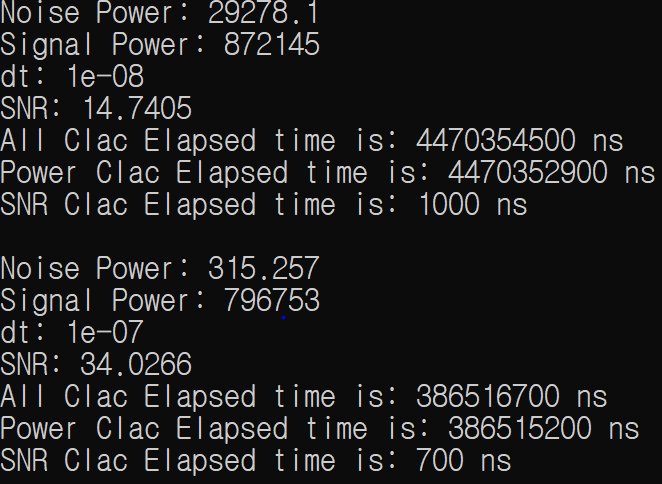 Noise Power: 29278.1
Signal Power: 872145
dt: 1e-08
SNR: 14.7405
All Clac Elapsed time is: 4470354500 ns
Power Clac Elapsed time is: 4470352900 ns
SNR Clac Elapsed time is: 1000 ns
Noise Power: 315.257
Signal Power: 796753
dt: 1e-07
SNR: 34.0266
All Clac Elapsed time is: 386516700 ns
Power Clac Elapsed time is: 386515200 ns
SNR Clac Elapsed time is: 700 ns